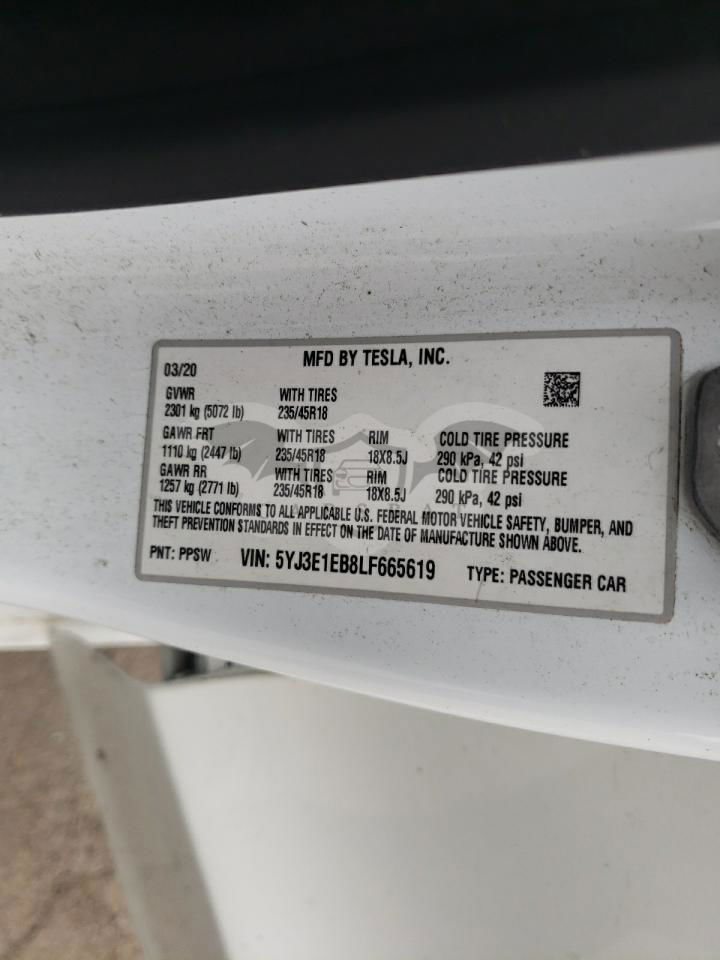 MFD BY TESLA, INC.
03/20
GVWR WITH TIRES
2301 kg (5072 lb) 235/45R18
GAWR FRT WITH TIRES RIM COLD TIRE PRESSURE
1110 kg (2447 lb) 235/45R18 18X8.5J 290 kPa, 42 psi
GAWR RR WITH TIRES RIM COLD TIRE PRESSURE
1257 kg (2771 lb) 235/45R18 18X8.5J 290 kPa, 42 psi
THIS VEHICLE CONFORMS TO ALL APPLICABLE U.S. FEDERAL MOTOR VEHICLE SAFETY, BUMPER, AND
THEFT PREVENTION STANDARDS IN EFFECT ON THE DATE OF MANUFACTURE SHOWN ABOVE.
PNT: PPSW VIN: 5YJ3E1EB8LF665619 TYPE: PASSENGER CAR